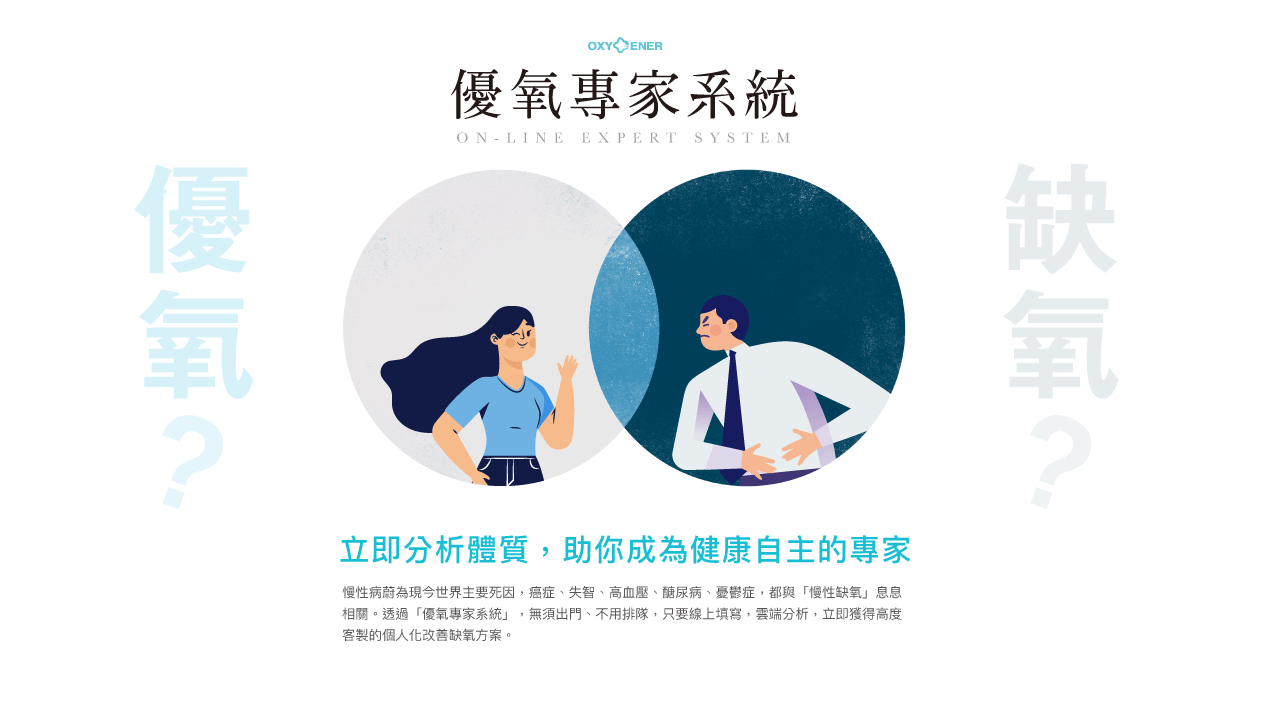 OXY ENER
優氧專家系統
ON-LINE EXPERT SYSTEM
優氧?
缺氧?
立即分析體質,助你成為健康自主的專家
慢性病蔚為現今世界主要死因,癌症、失智、高血壓、醣尿病、憂鬱症,都與「慢性缺氧」息息
相關。透過「優氧專家系統」,無須出門、不用排隊,只要線上填寫,雲端分析,立即獲得高度
客製的個人化改善缺氧方案。